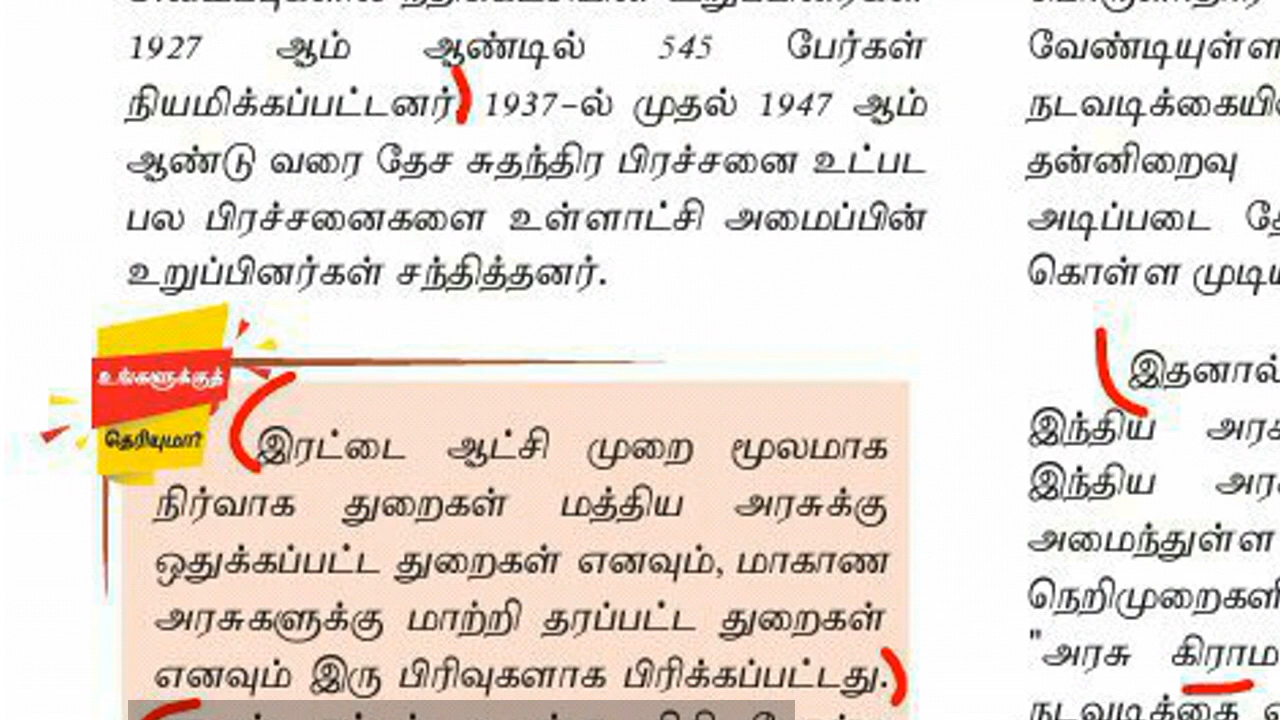 1927 ஆம் ஆண்டில் 545 பேர்கள்
நியமிக்கப்பட்டனர். 1937-ல் முதல் 1947 ஆம்
ஆண்டு வரை தேச சுதந்திர பிரச்சனை உட்பட
பல பிரச்சனைகளை உள்ளாட்சி அமைப்பின்
உறுப்பினர்கள் சந்தித்தனர்.
உங்களுக்குத்
தெரியுமா?
இரட்டை ஆட்சி முறை மூலமாக
நிர்வாக துறைகள் மத்திய அரசுக்கு
ஒதுக்கப்பட்ட துறைகள் எனவும், மாகாண
அரசுகளுக்கு மாற்றி தரப்பட்ட துறைகள்
எனவும் இரு பிரிவுகளாக பிரிக்கப்பட்டது.
வேண்டியுள்ள
தன்னிறைவு
அடிப்படை
கொள்ள
இதனால்
இந்திய
இந்திய
அமைந்துள்ள
"அரசு